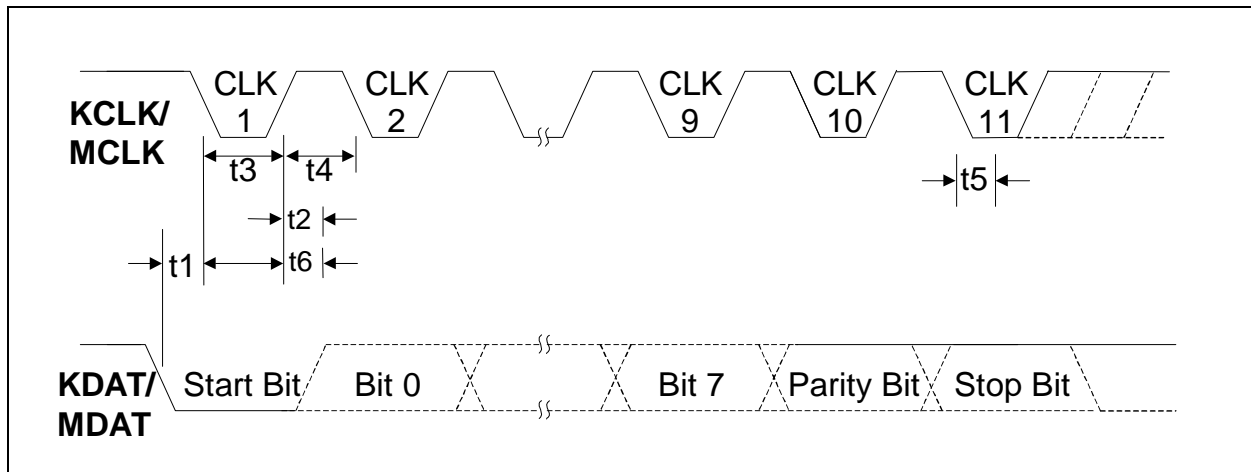 CLK 1
CLK 2
CLK 9
CLK 10
CLK 11
KCLK/
MCLK
t3
t4
t5
t2
t1
t6
KDAT/
MDAT
Start Bit
Bit 0
Bit 7
Parity Bit
Stop Bit